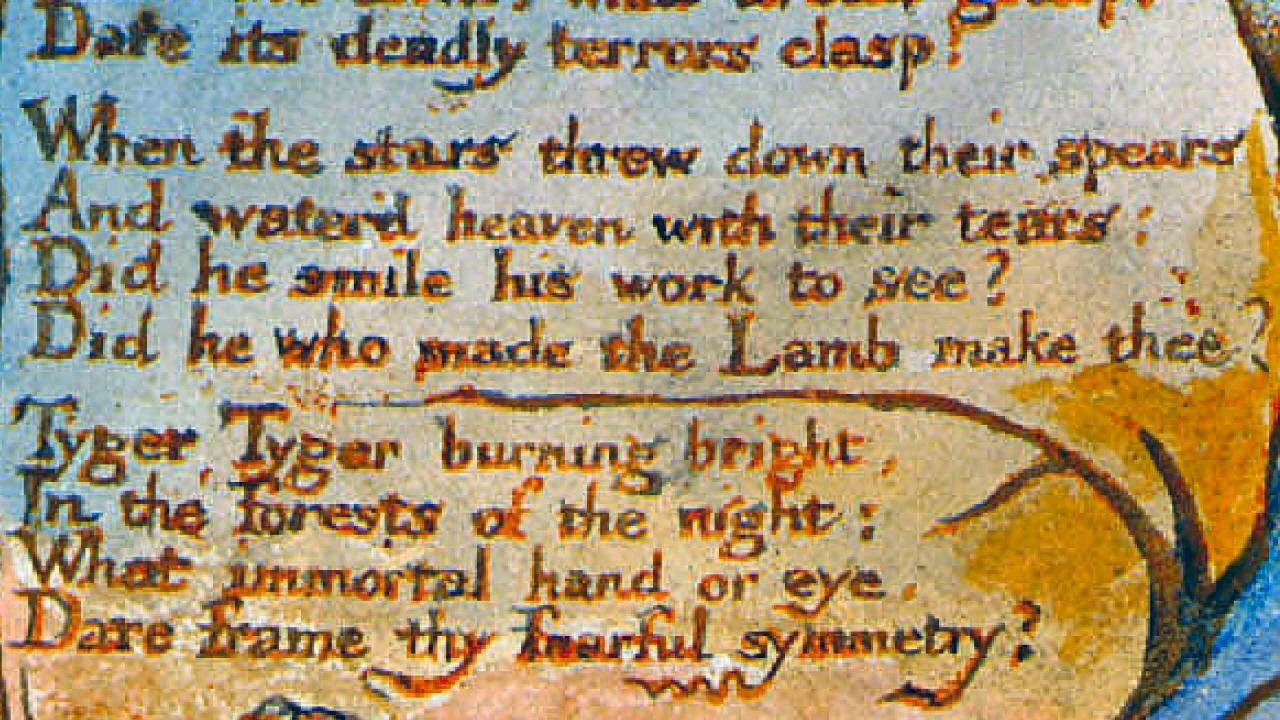 Dare its deadly terrors clasp?
When the stars threw down their spears
And water'd heaven with their tears:
Did he smile his work to see?
Did he who made the Lamb make thee?
Tyger, Tyger burning bright,
In the forests of the night:
What immortal hand or eye,
Dare frame thy fearful symmetry?